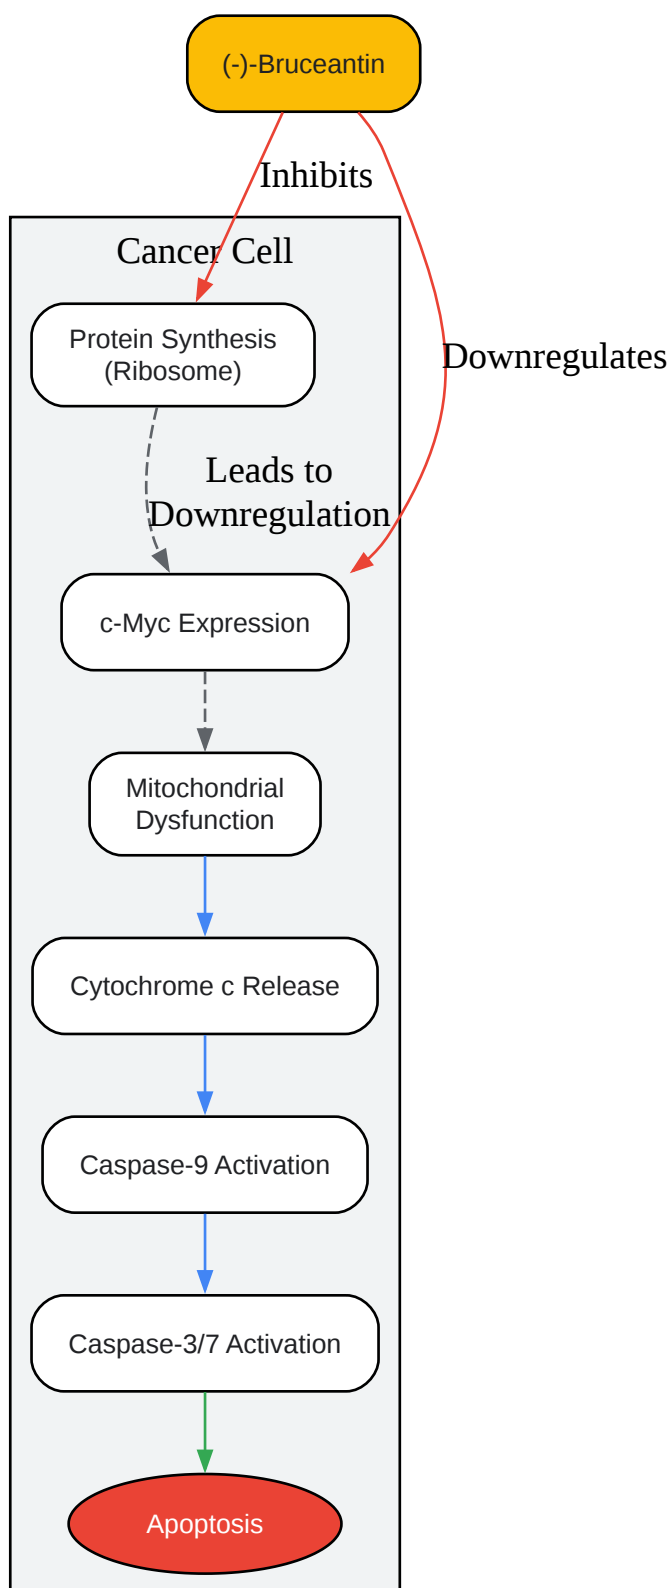 (-)-Bruceantin
Inhibits
Cancer Cell
Protein Synthesis
(Ribosome)
Downregulates
Leads to
Downregulation
c-Myc Expression
Mitochondrial
Dysfunction
Cytochrome c Release
Caspase-9 Activation
Caspase-3/7 Activation
Apoptosis